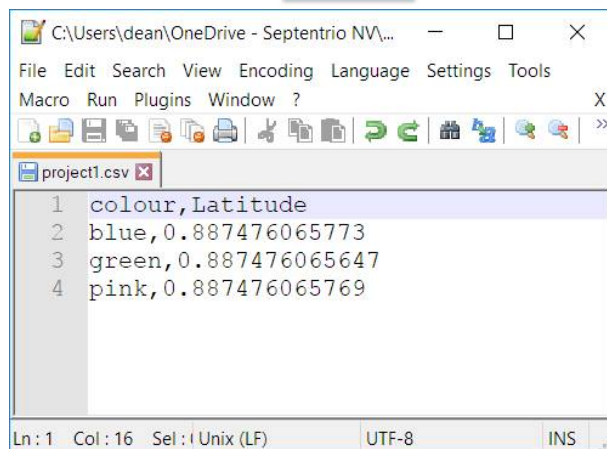 C:\Users\dean\OneDrive - Septentrio NV\...
File Edit Search View Encoding Language Settings Tools
Macro Run Plugins Window ? X
project1.csv
1 colour,Latitude
2 blue,0.887476065773
3 green,0.887476065647
4 pink,0.887476065769
Ln : 1 Col : 16 Sel : Unix (LF) UTF-8 INS